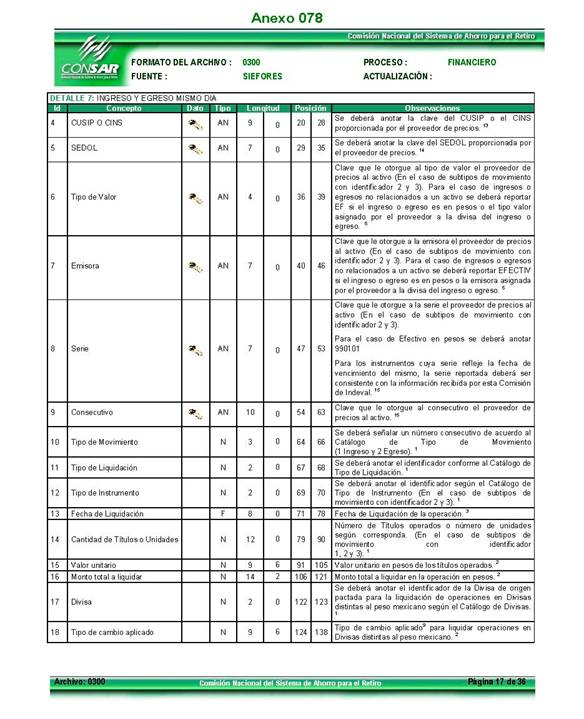 Anexo 078
Comisión Nacional del Sistema de Ahorro para el Retiro
CONSAR
FORMATO DEL ARCHIVO : 0300 PROCESO : FINANCIERO
FUENTE : SIEFORES ACTUALIZACIÓN :
DETALLE 7: INGRESO Y EGRESO MISMO DIA
Id Concepto Dato Tipo Longitud Posición Observaciones
4 CUSIP O CINS AN 9 0 20 28 Se deberá anotar la clave del CUSIP o el CINS
proporcionada por el proveedor de precios. 13
5 SEDOL AN 7 0 29 35 Se deberá anotar la clave del SEDOL proporcionada por
el proveedor de precios. 14
6 Tipo de Valor AN 4 0 36 39 Clave que le otorgue al tipo de valor el proveedor de
precios al activo (En el caso de subtipos de movimiento
con identificador 2 y 3). Para el caso de ingresos o
egresos no relacionados a un activo se deberá reportar
EF si el ingreso o egreso es en pesos o el tipo valor
asignado por el proveedor a la divisa del ingreso o
egreso. 5
7 Emisora AN 7 0 40 46 Clave que le otorgue a la emisora el proveedor de precios
al activo (En el caso de subtipos de movimiento con
identificador 2 y 3). Para el caso de ingresos o egresos
no relacionados a un activo se deberá reportar EFECTIV
si el ingreso o egreso es en pesos o la emisora asignada
por el proveedor a la divisa del ingreso o egreso. 5
8 Serie AN 7 0 47 53 Clave que le otorgue a la serie el proveedor de precios al
activo (En el caso de subtipos de movimiento con
identificador 2 y 3).
Para el caso de Efectivo en pesos se deberá anotar
990101
Para los instrumentos cuya serie refleje la fecha de
vencimiento del mismo, la serie reportada deberá ser
consistente con la información recibida por esta Comisión
de Indeval. 15
9 Consecutivo AN 10 0 54 63 Clave que le otorgue al consecutivo el proveedor de
precios al activo. 15
10 Tipo de Movimiento N 3 0 64 66 Se deberá señalar un número consecutivo de acuerdo al
Catálogo de Tipo de Movimiento
(1 Ingreso y 2 Egreso). 1
11 Tipo de Liquidación N 2 0 67 68 Se deberá anotar el identificador conforme al Catálogo de
Tipo de Liquidación. 1
12 Tipo de Instrumento N 2 0 69 70 Se deberá anotar el identificador según el Catálogo de
Tipo de Instrumento (En el caso de subtipos de
movimiento con identificador 2 y 3). 1
13 Fecha de Liquidación F 8 0 71 78 Fecha de Liquidación de la operación. 3
14 Cantidad de Títulos o Unidades N 12 0 79 90 Número de Títulos operados o número de unidades
según corresponda. (En el caso de subtipos de
movimiento con identificador
1, 2 y 3). 1
15 Valor unitario N 9 6 91 105 Valor unitario en pesos de los títulos operados. 2
16 Monto total a liquidar N 14 2 106 121 Monto total a liquidar en la operación en pesos. 2
17 Divisa N 2 0 122 123 Se deberá anotar el identificador de la Divisa de origen
pactada para la liquidación de operaciones en Divisas
distintas al peso mexicano según el Catálogo de Divisas.
1
18 Tipo de cambio aplicado N 9 6 124 138 Tipo de cambio aplicado9 para liquidar operaciones en
Divisas distintas al peso mexicano. 2
Archivo: 0300 Comisión Nacional del Sistema de Ahorro para el Retiro Página 17 de 36